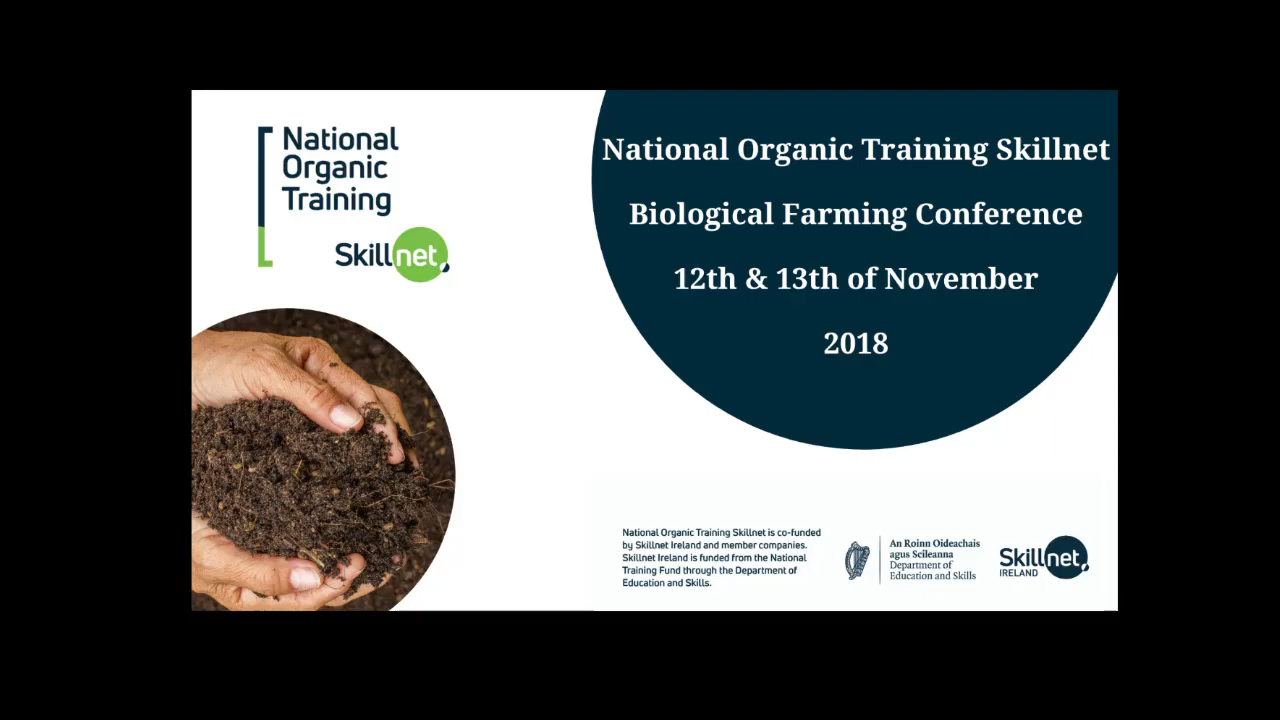 National
Organic
Training
Skillnet
National Organic Training Skillnet
Biological Farming Conference
12th & 13th of November
2018
National Organic Training Skillnet is co-funded
by Skillnet Ireland and member companies.
Skillnet Ireland is funded from the National
Training Fund through the Department of
Education and Skills.
An Roinn Oideachais
agus Scileanna
Department of
Education and Skills
Skillnet
IRELAND